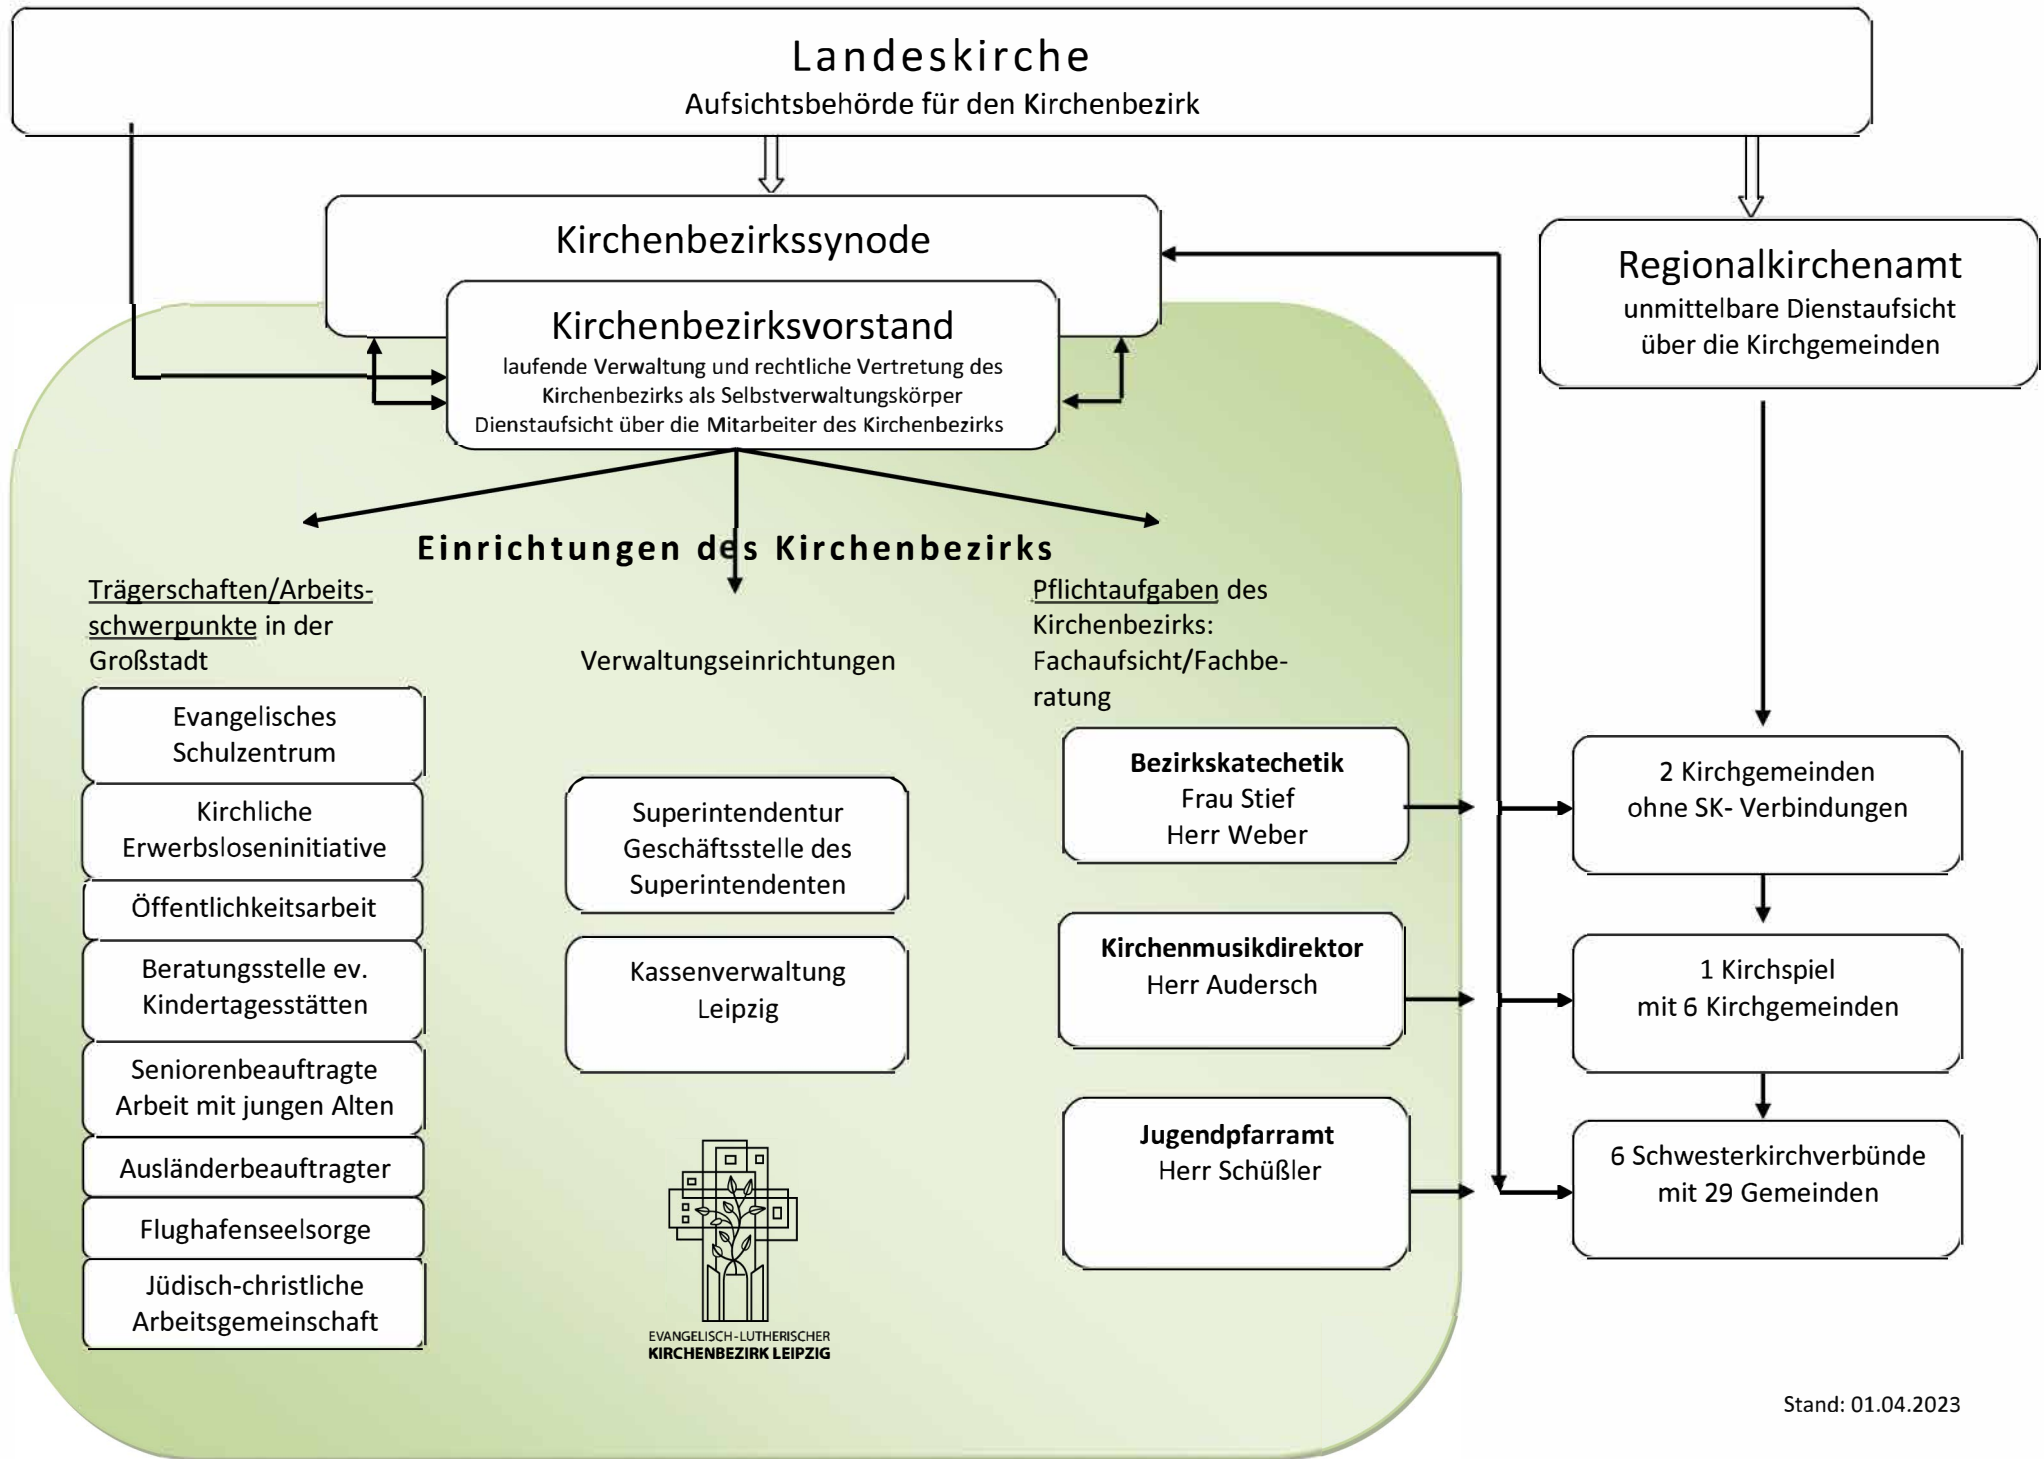 Landeskirche
Aufsichtsbehörde für den Kirchenbezirk
Kirchenbezirkssynode
Kirchenbezirksvorstand
laufende Verwaltung und rechtliche Vertretung des
Kirchenbezirks als Selbstverwaltungskörper
Dienstaufsicht über die Mitarbeiter des Kirchenbezirks
Regionalkirchenamt
unmittelbare Dienstaufsicht
über die Kirchgemeinden
Einrichtungen des Kirchenbezirks
Trägerschaften/Arbeits-
schwerpunkte in der
Großstadt
Evangelisches
Schulzentrum
Kirchliche
Erwerbsloseninitiative
Öffentlichkeitsarbeit
Beratungsstelle ev.
Kindertagesstätten
Seniorenbeauftragte
Arbeit mit jungen Alten
Ausländerbeauftragter
Flughafenseelsorge
Jüdisch-christliche
Arbeitsgemeinschaft
Verwaltungseinrichtungen
Superintendentur
Geschäftsstelle des
Superintendenten
Kassenverwaltung
Leipzig
EVANGELISCH-LUTHERISCHER
KIRCHENBEZIRK LEIPZIG
Pflichtaufgaben des
Kirchenbezirks:
Fachaufsicht/Fachbe-
ratung
Bezirkskatechetik
Frau Stief
Herr Weber
Kirchenmusikdirektor
Herr Audersch
Jugendpfarramt
Herr Schüßler
2 Kirchgemeinden
ohne SK- Verbindungen
1 Kirchspiel
mit 6 Kirchgemeinden
6 Schwesterkirchverbünde
mit 29 Gemeinden
Stand: 01.04.2023